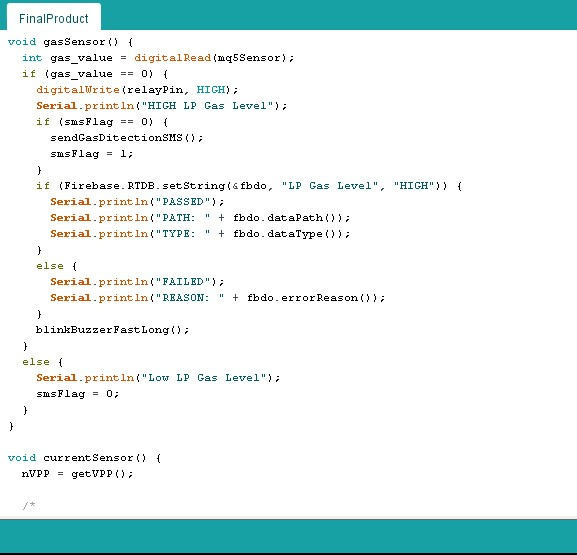 FinalProduct
void gasSensor() {
  int gas_value = digitalRead(mq5Sensor);
  if (gas_value == 0) {
    digitalWrite(relayPin, HIGH);
    Serial.println("HIGH LP Gas Level");
    if (smsFlag == 0) {
      sendGasDitectionSMS();
      smsFlag = 1;
    }
    if (Firebase.RTDB.setString(&fbdo, "LP Gas Level", "HIGH")) {
      Serial.println("PASSED");
      Serial.println("PATH: " + fbdo.dataPath());
      Serial.println("TYPE: " + fbdo.dataType());
    }
    else {
      Serial.println("FAILED");
      Serial.println("REASON: " + fbdo.errorReason());
    }
    blinkBuzzerFastLong();
  }
  else {
    Serial.println("Low LP Gas Level");
    smsFlag = 0;
  }
}
void currentSensor() {
  nVPP = getVPP();
  /*